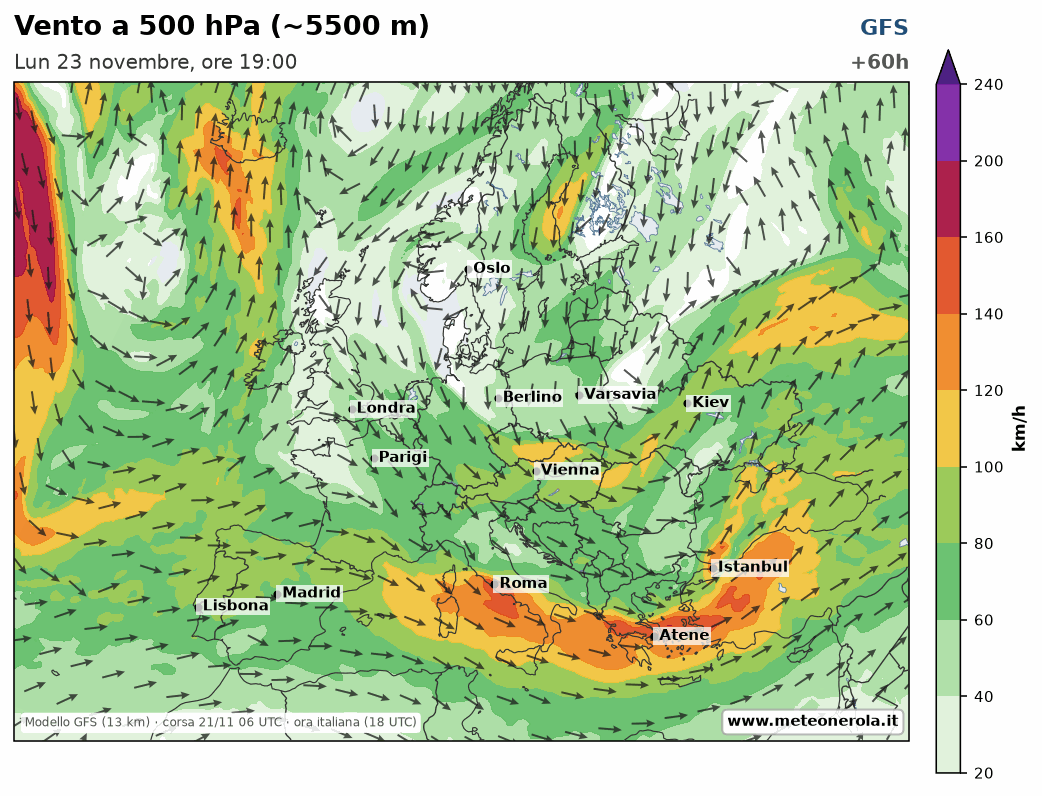 Vento a 500 hPa (~5500 m)
GFS
Lun 23 novembre, ore 19:00
+60h
240
200
160
140
120
100
80
60
40
20
km/h
Oslo
Berlino
Varsavia
Kiev
Londra
Parigi
Vienna
Istanbul
Roma
Madrid
Lisbona
Atene
Modello GFS (13 km) · corsa 21/11 06 UTC · ora italiana (18 UTC)
www.meteonerola.it